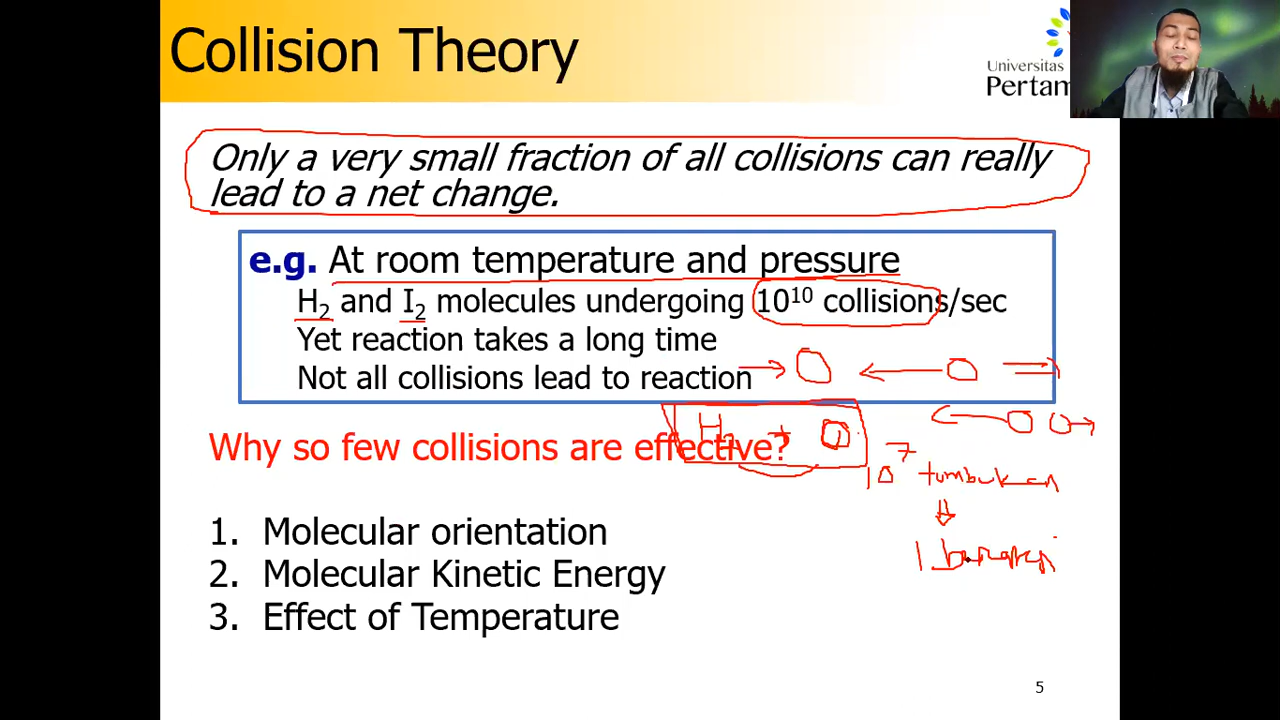 Collision Theory
Universitas
Pertam
Only a very small fraction of all collisions can really
lead to a net change.
e.g. At room temperature and pressure
H₂ and I₂ molecules undergoing 10¹⁰ collisions/sec
Yet reaction takes a long time
Not all collisions lead to reaction
H₂ +
Why so few collisions are effective?
10⁷ tumbukan
1. Molecular orientation
2. Molecular Kinetic Energy
3. Effect of Temperature
5